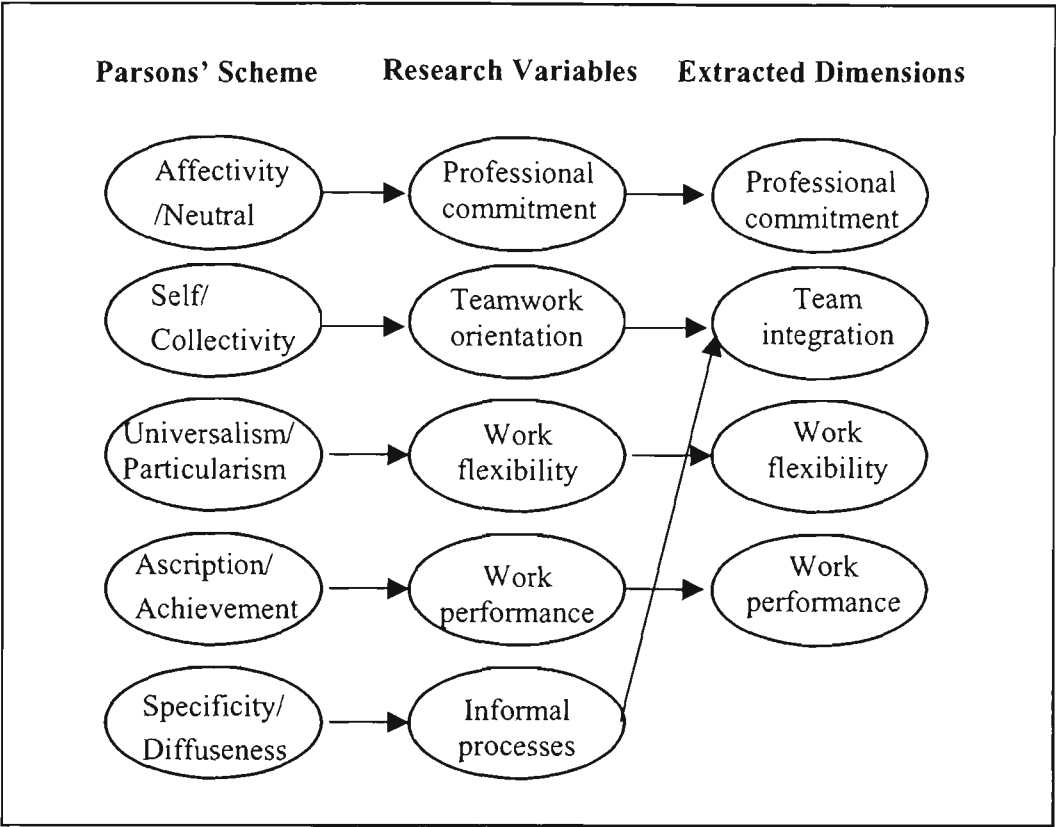 Parsons' Scheme
Research Variables
Extracted Dimensions
Affectivity
/Neutral
Professional
commitment
Professional
commitment
Self/
Collectivity
Teamwork
orientation
Team
integration
Universalism/
Particularism
Work
flexibility
Work
flexibility
Ascription/
Achievement
Work
performance
Work
performance
Specificity/
Diffuseness
Informal
processes